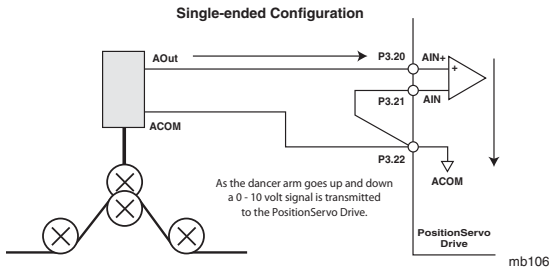 Single-ended Configuration
AOut
P3.20
AIN+
+
P3.21
AIN
ACOM
P3.22
ACOM
As the dancer arm goes up and down
a 0 - 10 volt signal is transmitted
to the PositionServo Drive.
PositionServo
Drive
mb106